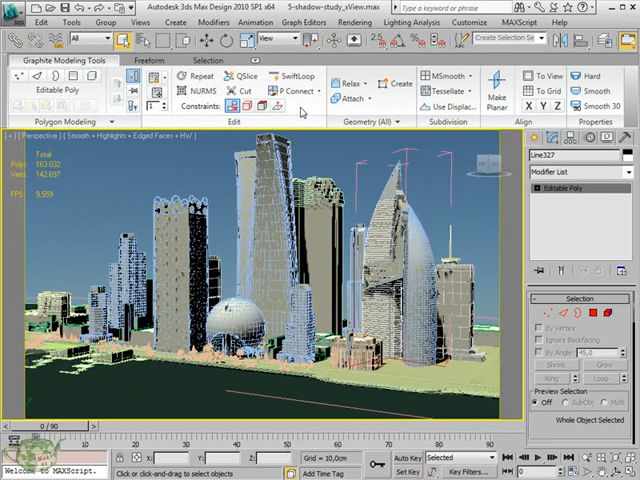 Autodesk 3ds Max Design 2010 SP1 x64 5-shadow-study_xView.max
Edit Tools Group Views Create Modifiers Animation Graph Editors Rendering Lighting Analysis Customize MAXScript Help
All View Create Selection Se
Graphite Modeling Tools Freeform Selection
Repeat QSlice SwiftLoop
NURMS Cut P Connect
Constraints:
Editable Poly
1
Relax Create
Attach
MSmooth
Tessellate
Use Displac...
Make Planar
To View
To Grid
X Y Z
Hard
Smooth
Smooth 30
Polygon Modeling Edit Geometry (All) Subdivision Align Properties
[ + ] [ Perspective ] [ Smooth + Highlights + Edged Faces + HW ]
Total
Polys: 163.032
Verts: 142.697
FPS: 9,559
Line327
Modifier List
Editable Poly
Selection
By Vertex
Ignore Backfacing
By Angle: 45,0
Shrink Grow
Ring Loop
Preview Selection
Off SubObj Multi
Whole Object Selected
0 / 90
10 20 30 40 50 60 70 80 90
Welcome to MAXScript.
1 Object Selected
Click or click-and-drag to select objects
X: Y: Z:
Grid = 10,0cm
Add Time Tag
Auto Key Selected
Set Key Key Filters...
0